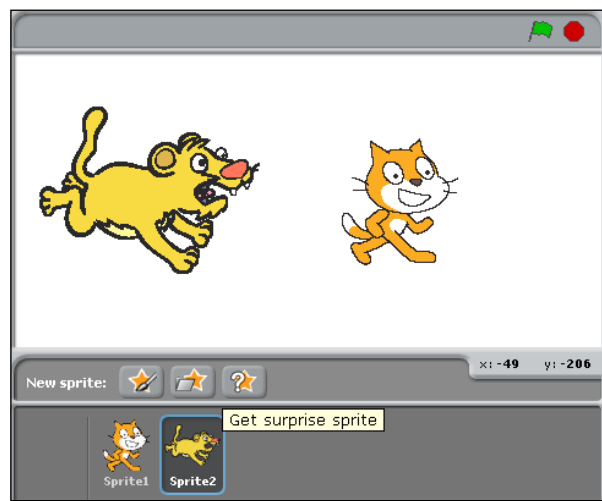 x: -49 y: -206
New sprite:
Get surprise sprite
Sprite1 Sprite2